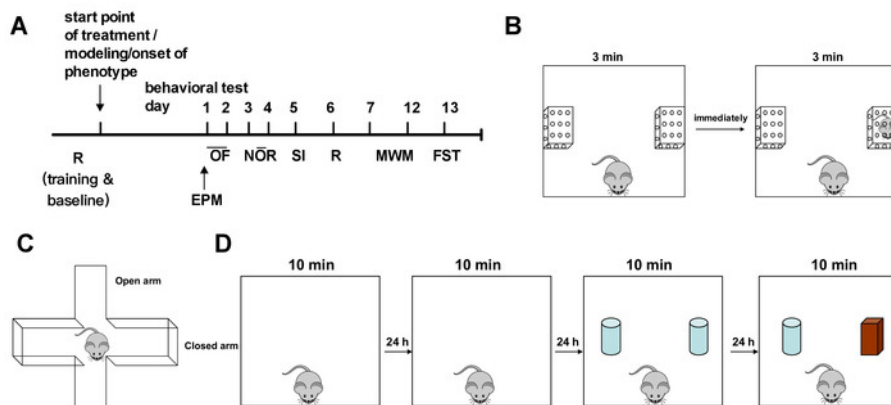 A
start point
of treatment /
modeling/onset of
phenotype
behavioral test
day
1 2 3 4 5 6 7 12 13
R
(training &
baseline)
OF NOR SI R MWM FST
EPM
B
3 min 3 min
immediately
C
Open arm
Closed arm
D
10 min 10 min 10 min 10 min
24 h 24 h 24 h